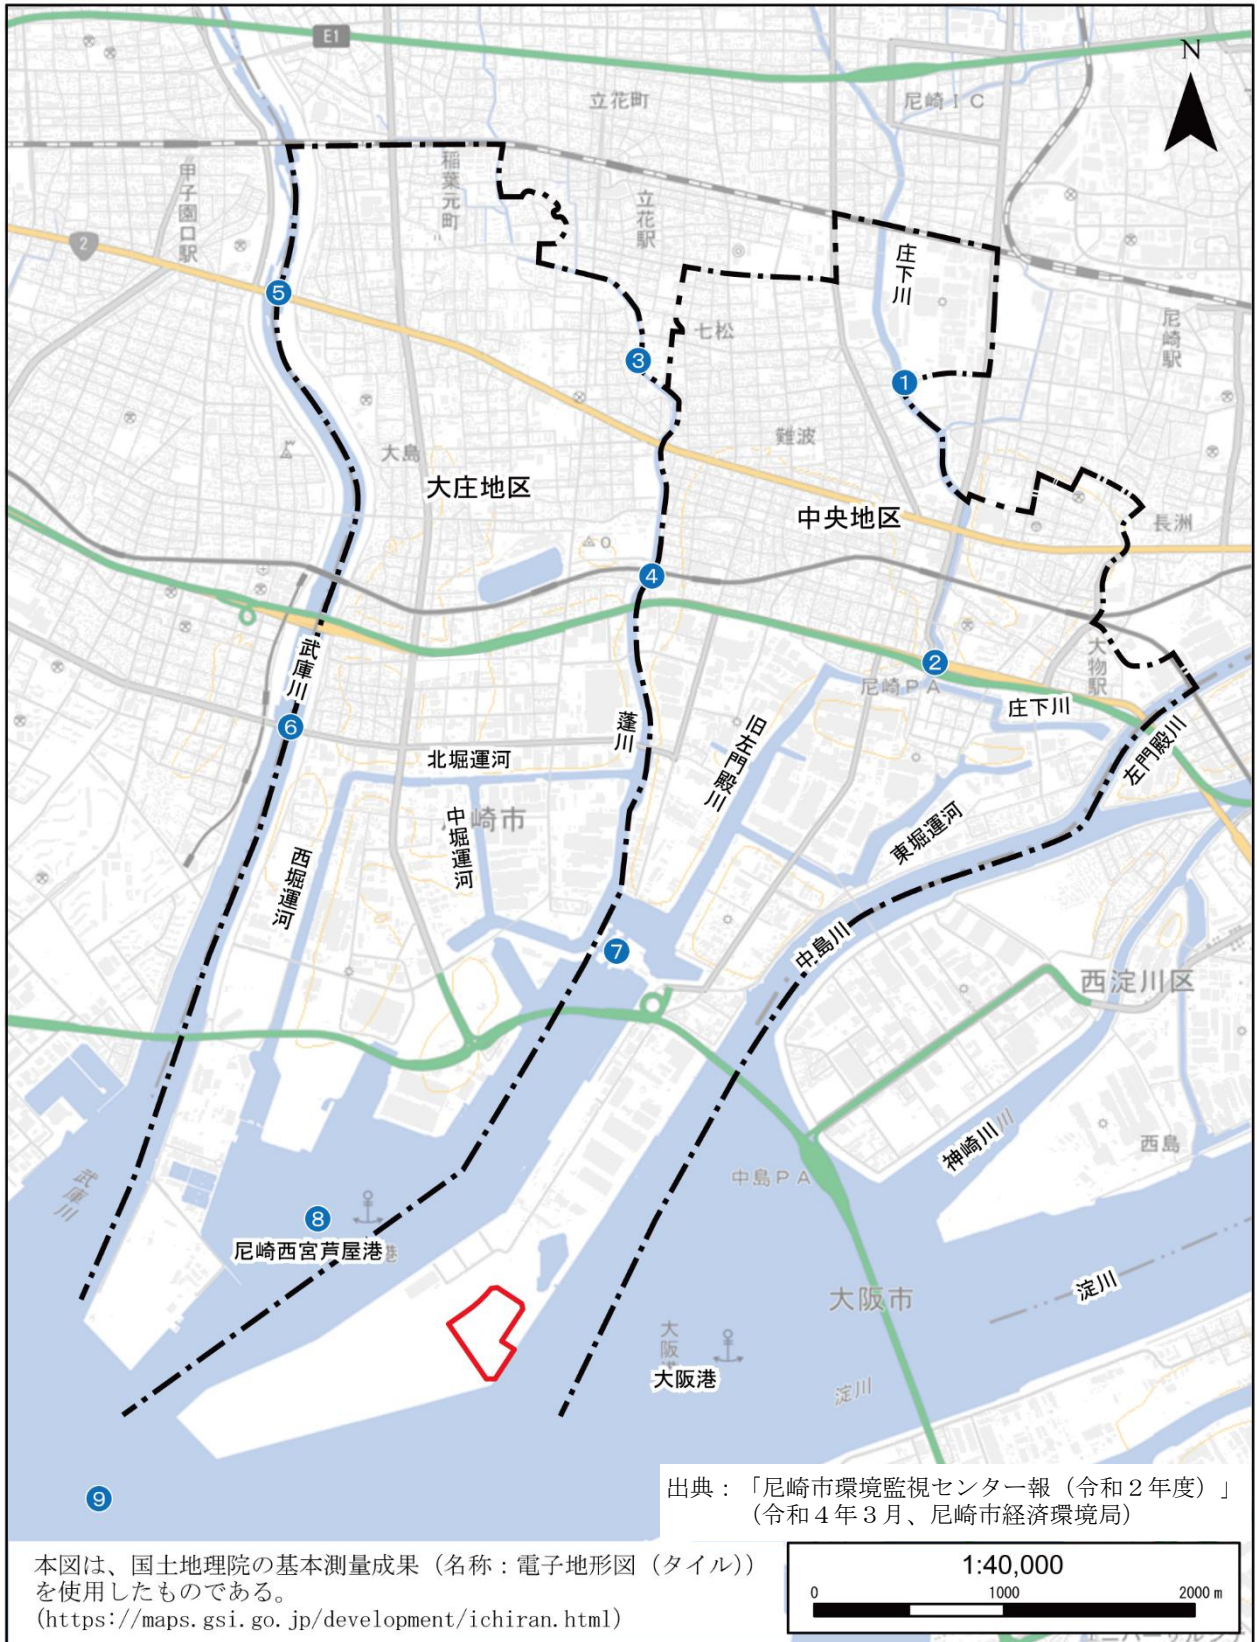 E1
N
立花町
尼崎IC
稲葉元町
甲子園口駅
立花駅
2
庄下川
5
七松
尼崎駅
3
1
大島
難波
大庄地区
中央地区
長洲
4
武庫川
2
大物駅
尼崎PA
庄下川
6
蓬川
旧左門殿川
左門殿川
北堀運河
中堀運河
崎市
東堀運河
西堀運河
7
中島川
西淀川区
神崎川
川
西島
武庫川
中島PA
8
尼崎西宮芦屋港
港
淀川
大阪市
大阪港
大阪港
淀川
9
出典：「尼崎市環境監視センター報（令和２年度）」
（令和４年３月、尼崎市経済環境局）
本図は、国土地理院の基本測量成果（名称：電子地形図（タイル））
を使用したものである。
(https://maps.gsi.go.jp/development/ichiran.html)
1:40,000
0 1000 2000 m